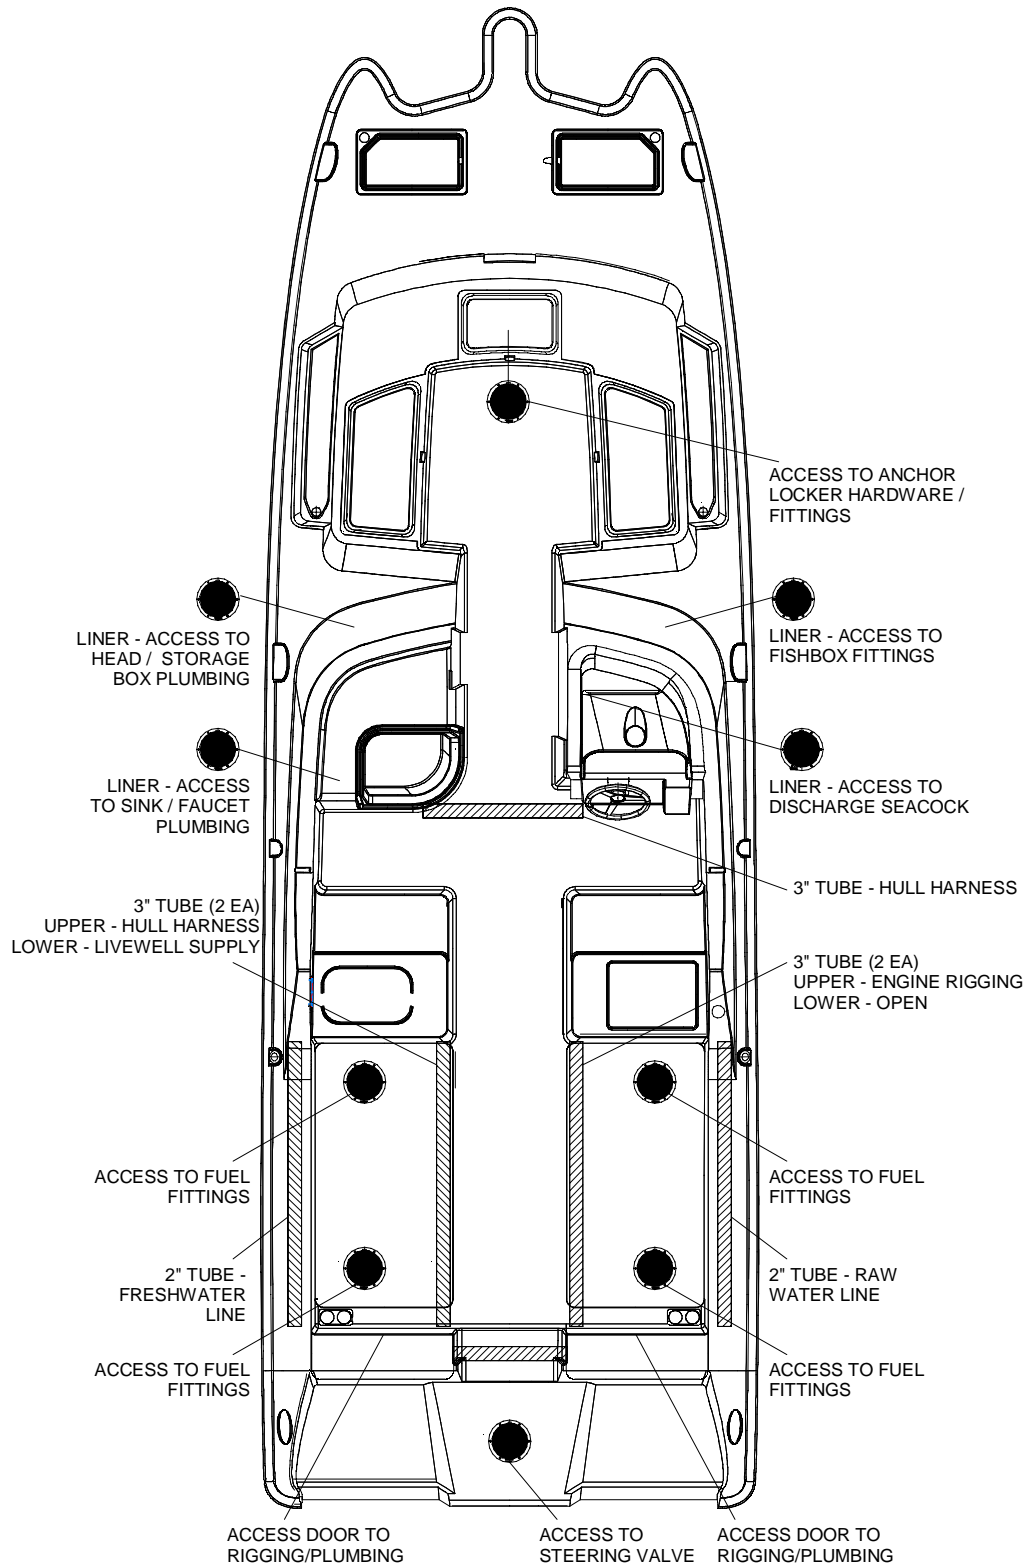 ACCESS TO ANCHOR
LOCKER HARDWARE /
FITTINGS
LINER - ACCESS TO
HEAD /  STORAGE
BOX PLUMBING
LINER - ACCESS TO
FISHBOX FITTINGS
LINER - ACCESS
TO SINK / FAUCET
PLUMBING
LINER - ACCESS TO
DISCHARGE SEACOCK
3" TUBE - HULL HARNESS
3" TUBE (2 EA)
UPPER - HULL HARNESS
LOWER - LIVEWELL SUPPLY
3" TUBE (2 EA)
UPPER - ENGINE RIGGING
LOWER - OPEN
ACCESS TO FUEL
FITTINGS
ACCESS TO FUEL
FITTINGS
2" TUBE -
FRESHWATER
LINE
2" TUBE - RAW
WATER LINE
ACCESS TO FUEL
FITTINGS
ACCESS TO FUEL
FITTINGS
ACCESS DOOR TO
RIGGING/PLUMBING
ACCESS TO
STEERING VALVE
ACCESS DOOR TO
RIGGING/PLUMBING